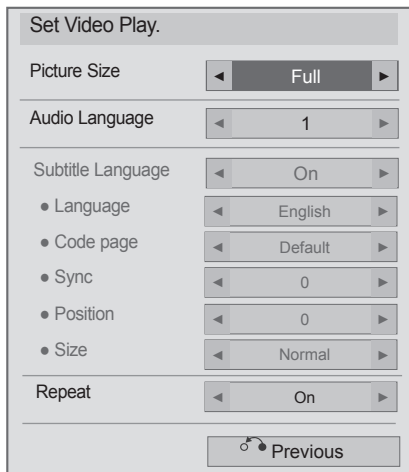 Set Video Play.
Picture Size ◄ Full ►
Audio Language ◄ 1 ►
Subtitle Language ◄ On ►
● Language ◄ English ►
● Code page ◄ Default ►
● Sync ◄ 0 ►
● Position ◄ 0 ►
● Size ◄ Normal ►
Repeat ◄ On ►
Previous